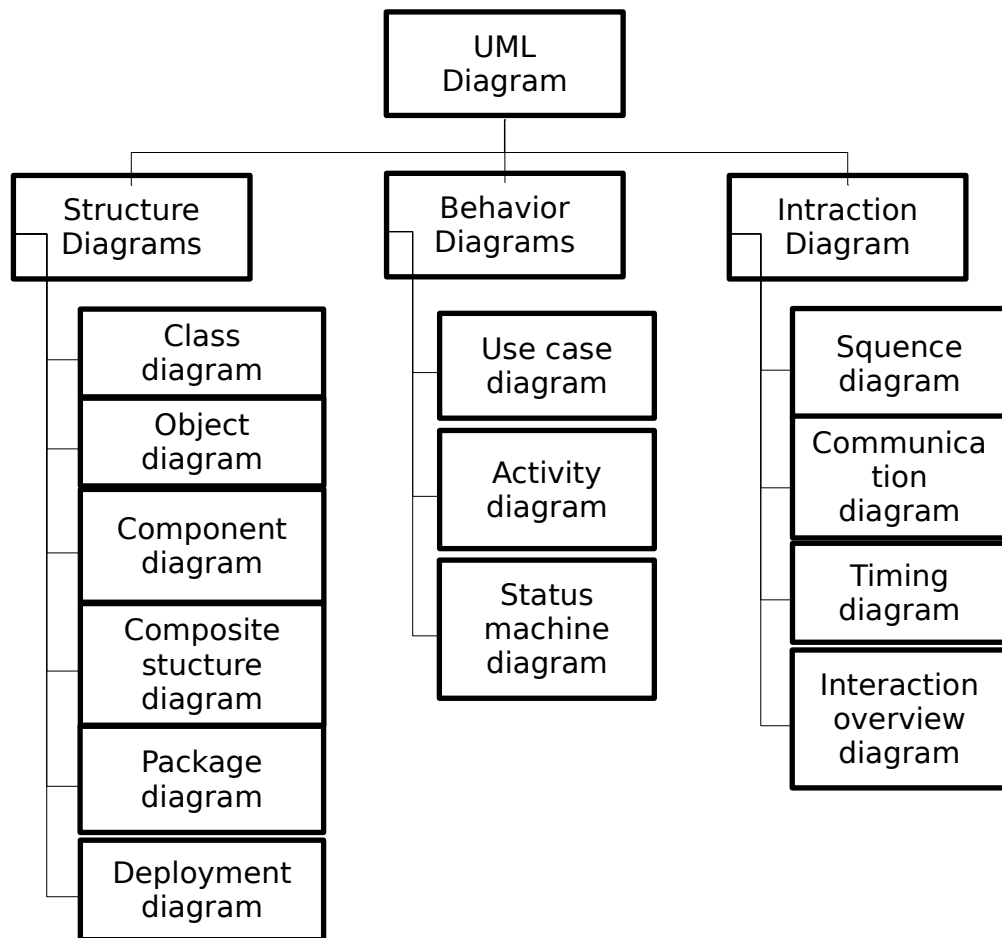 UML
Diagram
Structure
Diagrams
Behavior
Diagrams
Intraction
Diagram
Class
diagram
Object
diagram
Component
diagram
Composite
stucture
diagram
Package
diagram
Deployment
diagram
Use case
diagram
Activity
diagram
Status
machine
diagram
Squence
diagram
Communica
tion
diagram
Timing
diagram
Interaction
overview
diagram